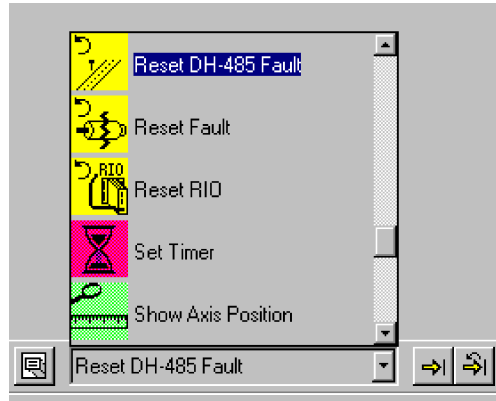 Reset DH-485 Fault
Reset Fault
RIO
Reset RIO
Set Timer
Show Axis Position
Reset DH-485 Fault